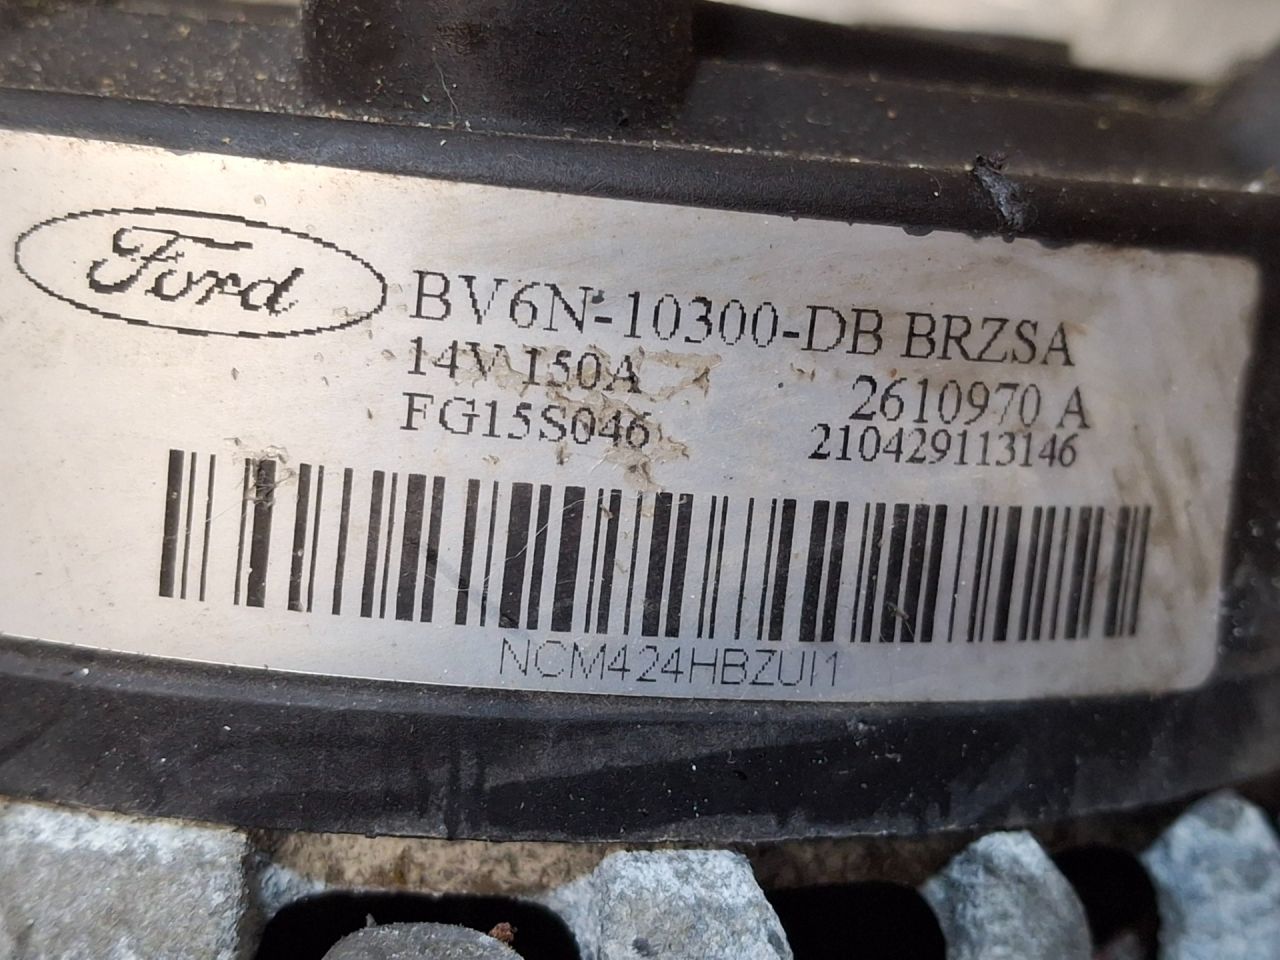 Ford
BV6N-10300-DB BRZSA
14V 150A
2610970 A
FG15S046
210429113146
NCM424HBZUI1